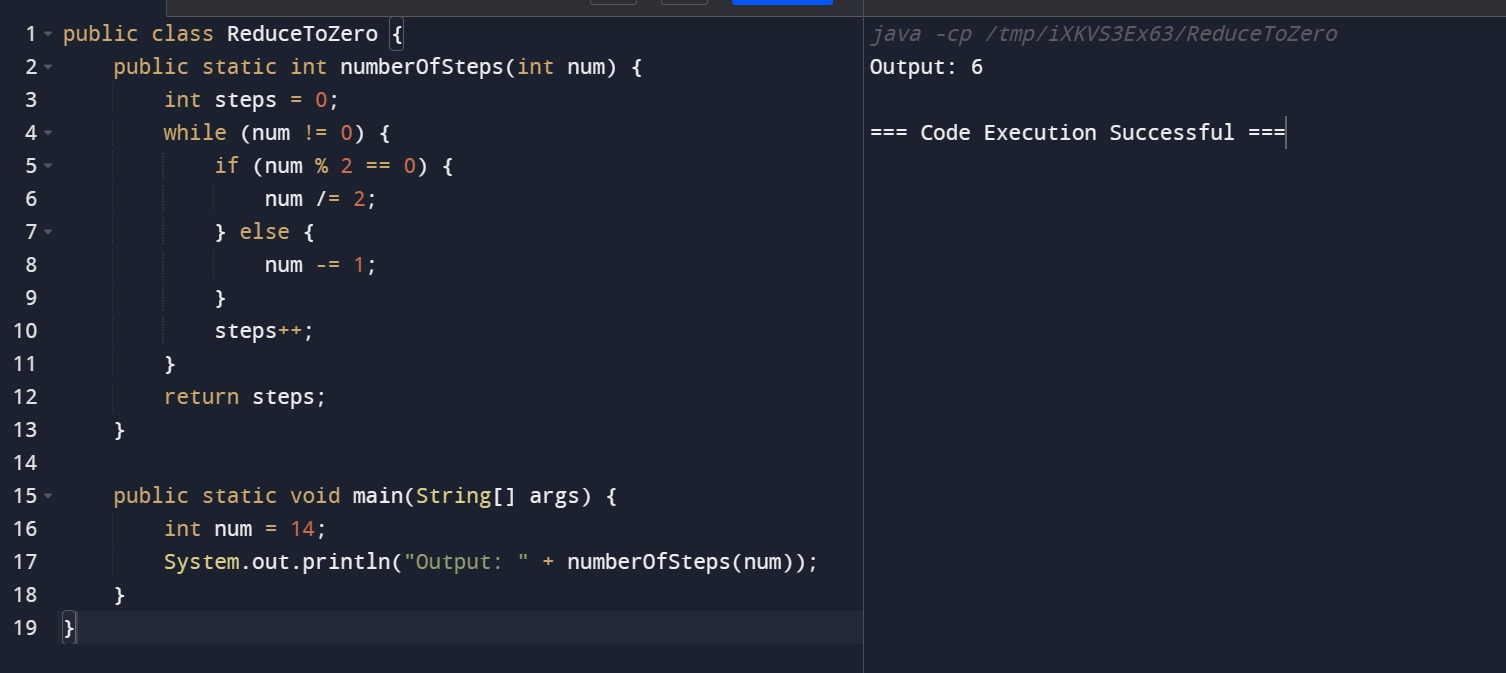 1 public class ReduceToZero {
2     public static int numberOfSteps(int num) {
3         int steps = 0;
4         while (num != 0) {
5             if (num % 2 == 0) {
6                 num /= 2;
7             } else {
8                 num -= 1;
9             }
10             steps++;
11         }
12         return steps;
13     }
14
15     public static void main(String[] args) {
16         int num = 14;
17         System.out.println("Output: " + numberOfSteps(num));
18     }
19 }
java -cp /tmp/iXKVS3Ex63/ReduceToZero
Output: 6
=== Code Execution Successful ===